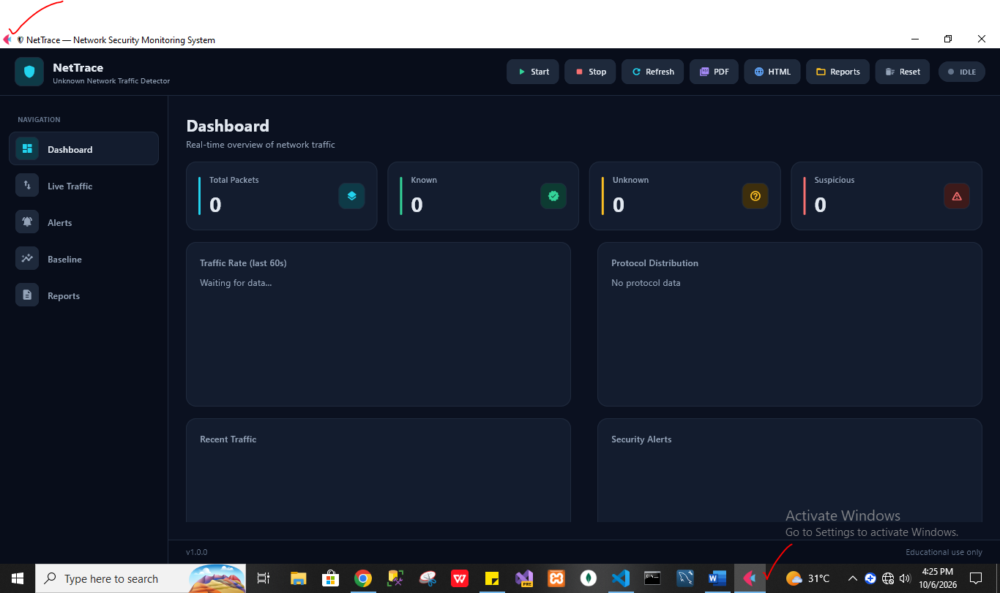 NetTrace — Network Security Monitoring System
NetTrace
Unknown Network Traffic Detector
Start
Stop
Refresh
PDF
HTML
Reports
Reset
IDLE
NAVIGATION
Dashboard
Live Traffic
Alerts
Baseline
Reports
Dashboard
Real-time overview of network traffic
Total Packets
0
Known
0
Unknown
0
Suspicious
0
Traffic Rate (last 60s)
Waiting for data...
Protocol Distribution
No protocol data
Recent Traffic
Security Alerts
Activate Windows
Go to Settings to activate Windows.
v1.0.0
Educational use only
Type here to search
PRE
31°C
4:25 PM
10/6/2026